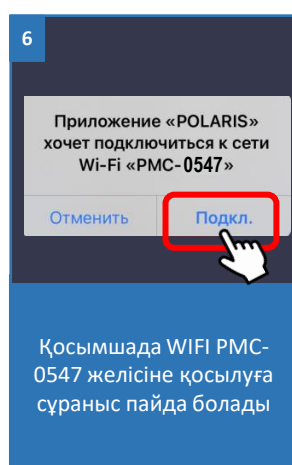 6
Приложение «POLARIS»
хочет подключиться к сети
Wi-Fi «PMC-0547»
Отменить Подкл.
Қосымшада WIFI PMC-
0547 желісіне қосылуға
сұраныс пайда болады